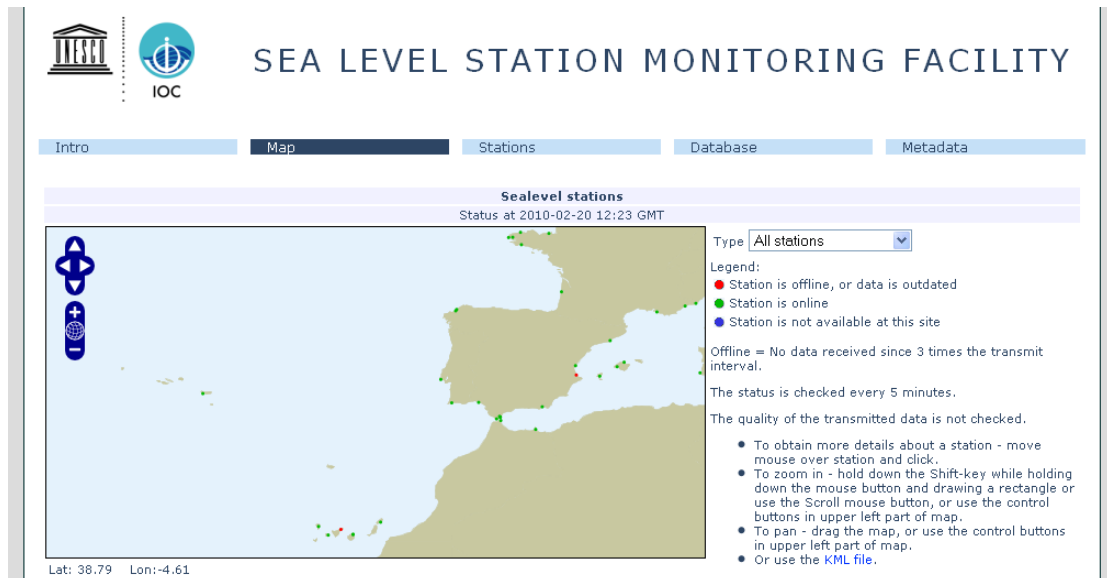 UNESCO
IOC
SEA LEVEL STATION MONITORING FACILITY
Intro
Map
Stations
Database
Metadata
Sealevel stations
Status at 2010-02-20 12:23 GMT
Type All stations
Legend:
Station is offline, or data is outdated
Station is online
Station is not available at this site
Offline = No data received since 3 times the transmit
interval.
The status is checked every 5 minutes.
The quality of the transmitted data is not checked.
To obtain more details about a station - move
mouse over station and click.
To zoom in - hold down the Shift-key while holding
down the mouse button and drawing a rectangle or
use the Scroll mouse button, or use the control
buttons in upper left part of map.
To pan - drag the map, or use the control buttons
in upper left part of map.
Or use the KML file.
Lat: 38.79 Lon:-4.61